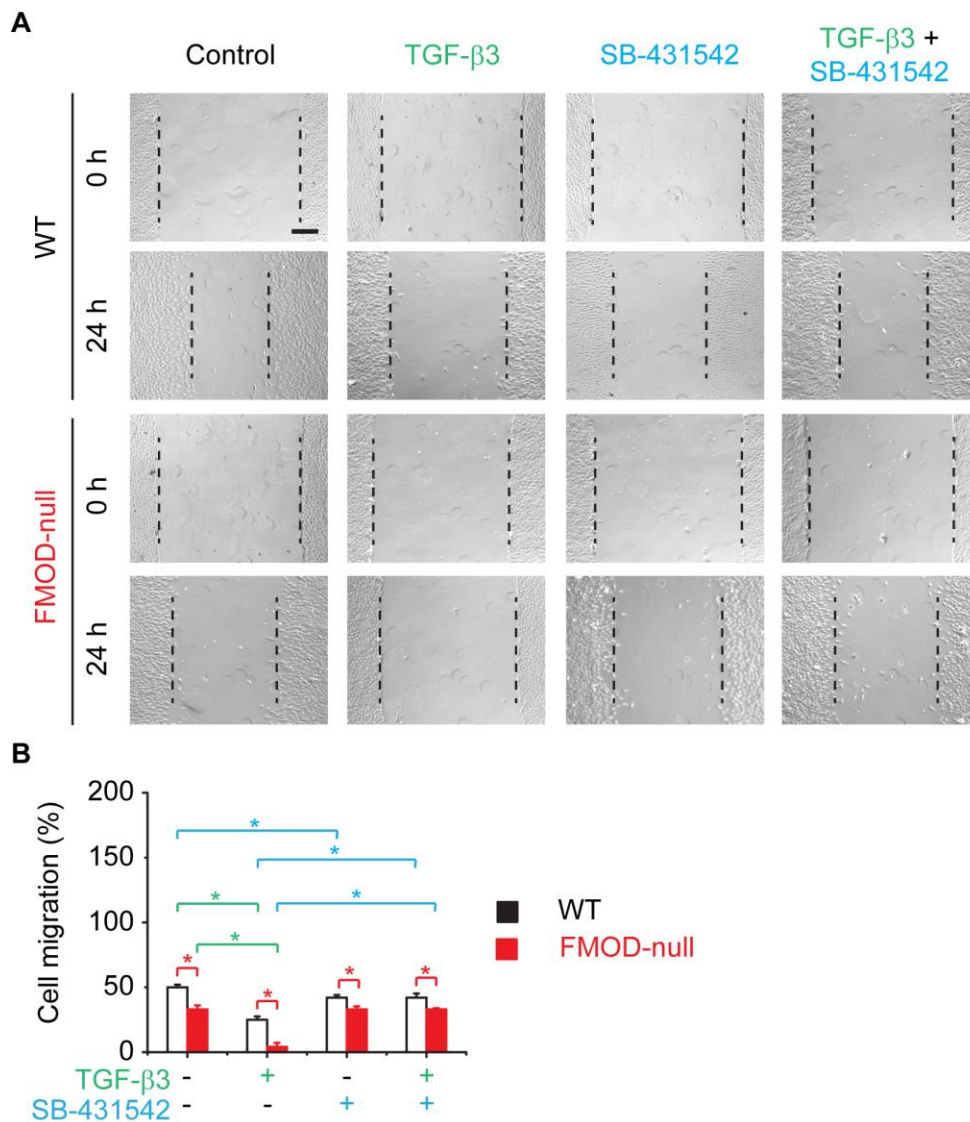 A
Control TGF-β3 SB-431542 TGF-β3 +
SB-431542
WT
0 h
24 h
FMOD-null
0 h
24 h
B
Cell migration (%)
200
150
100
50
0
* * * * * * * * *
WT
FMOD-null
TGF-β3 - + - +
SB-431542 - - + +